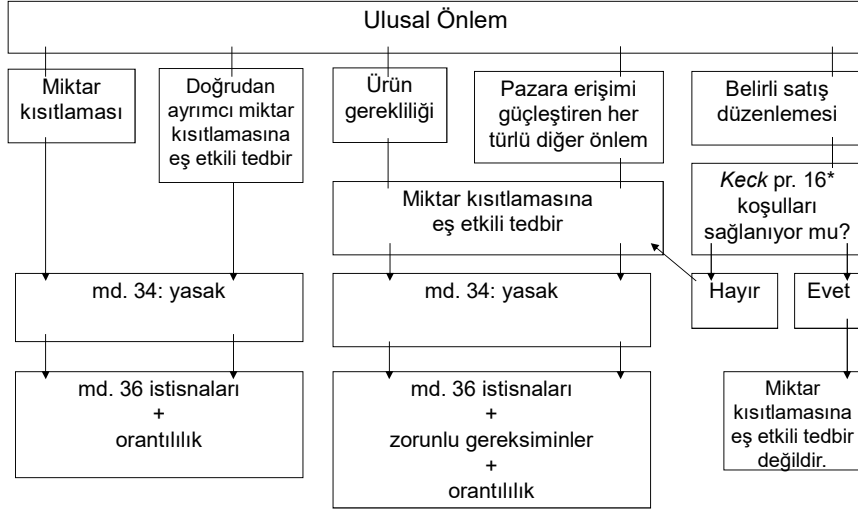 Ulusal Önlem
Miktar
kısıtlaması
Doğrudan
ayrımcı miktar
kısıtlamasına
eş etkili tedbir
Ürün
gerekliliği
Pazara erişimi
güçleştiren her
türlü diğer önlem
Belirli satış
düzenlemesi
Keck pr. 16*
koşulları
sağlanıyor mu?
Miktar kısıtlamasına
eş etkili tedbir
md. 34: yasak
md. 34: yasak
Hayır
Evet
md. 36 istisnaları
+
orantılılık
md. 36 istisnaları
+
zorunlu gereksiminler
+
orantılılık
Miktar
kısıtlamasına
eş etkili tedbir
değildir.